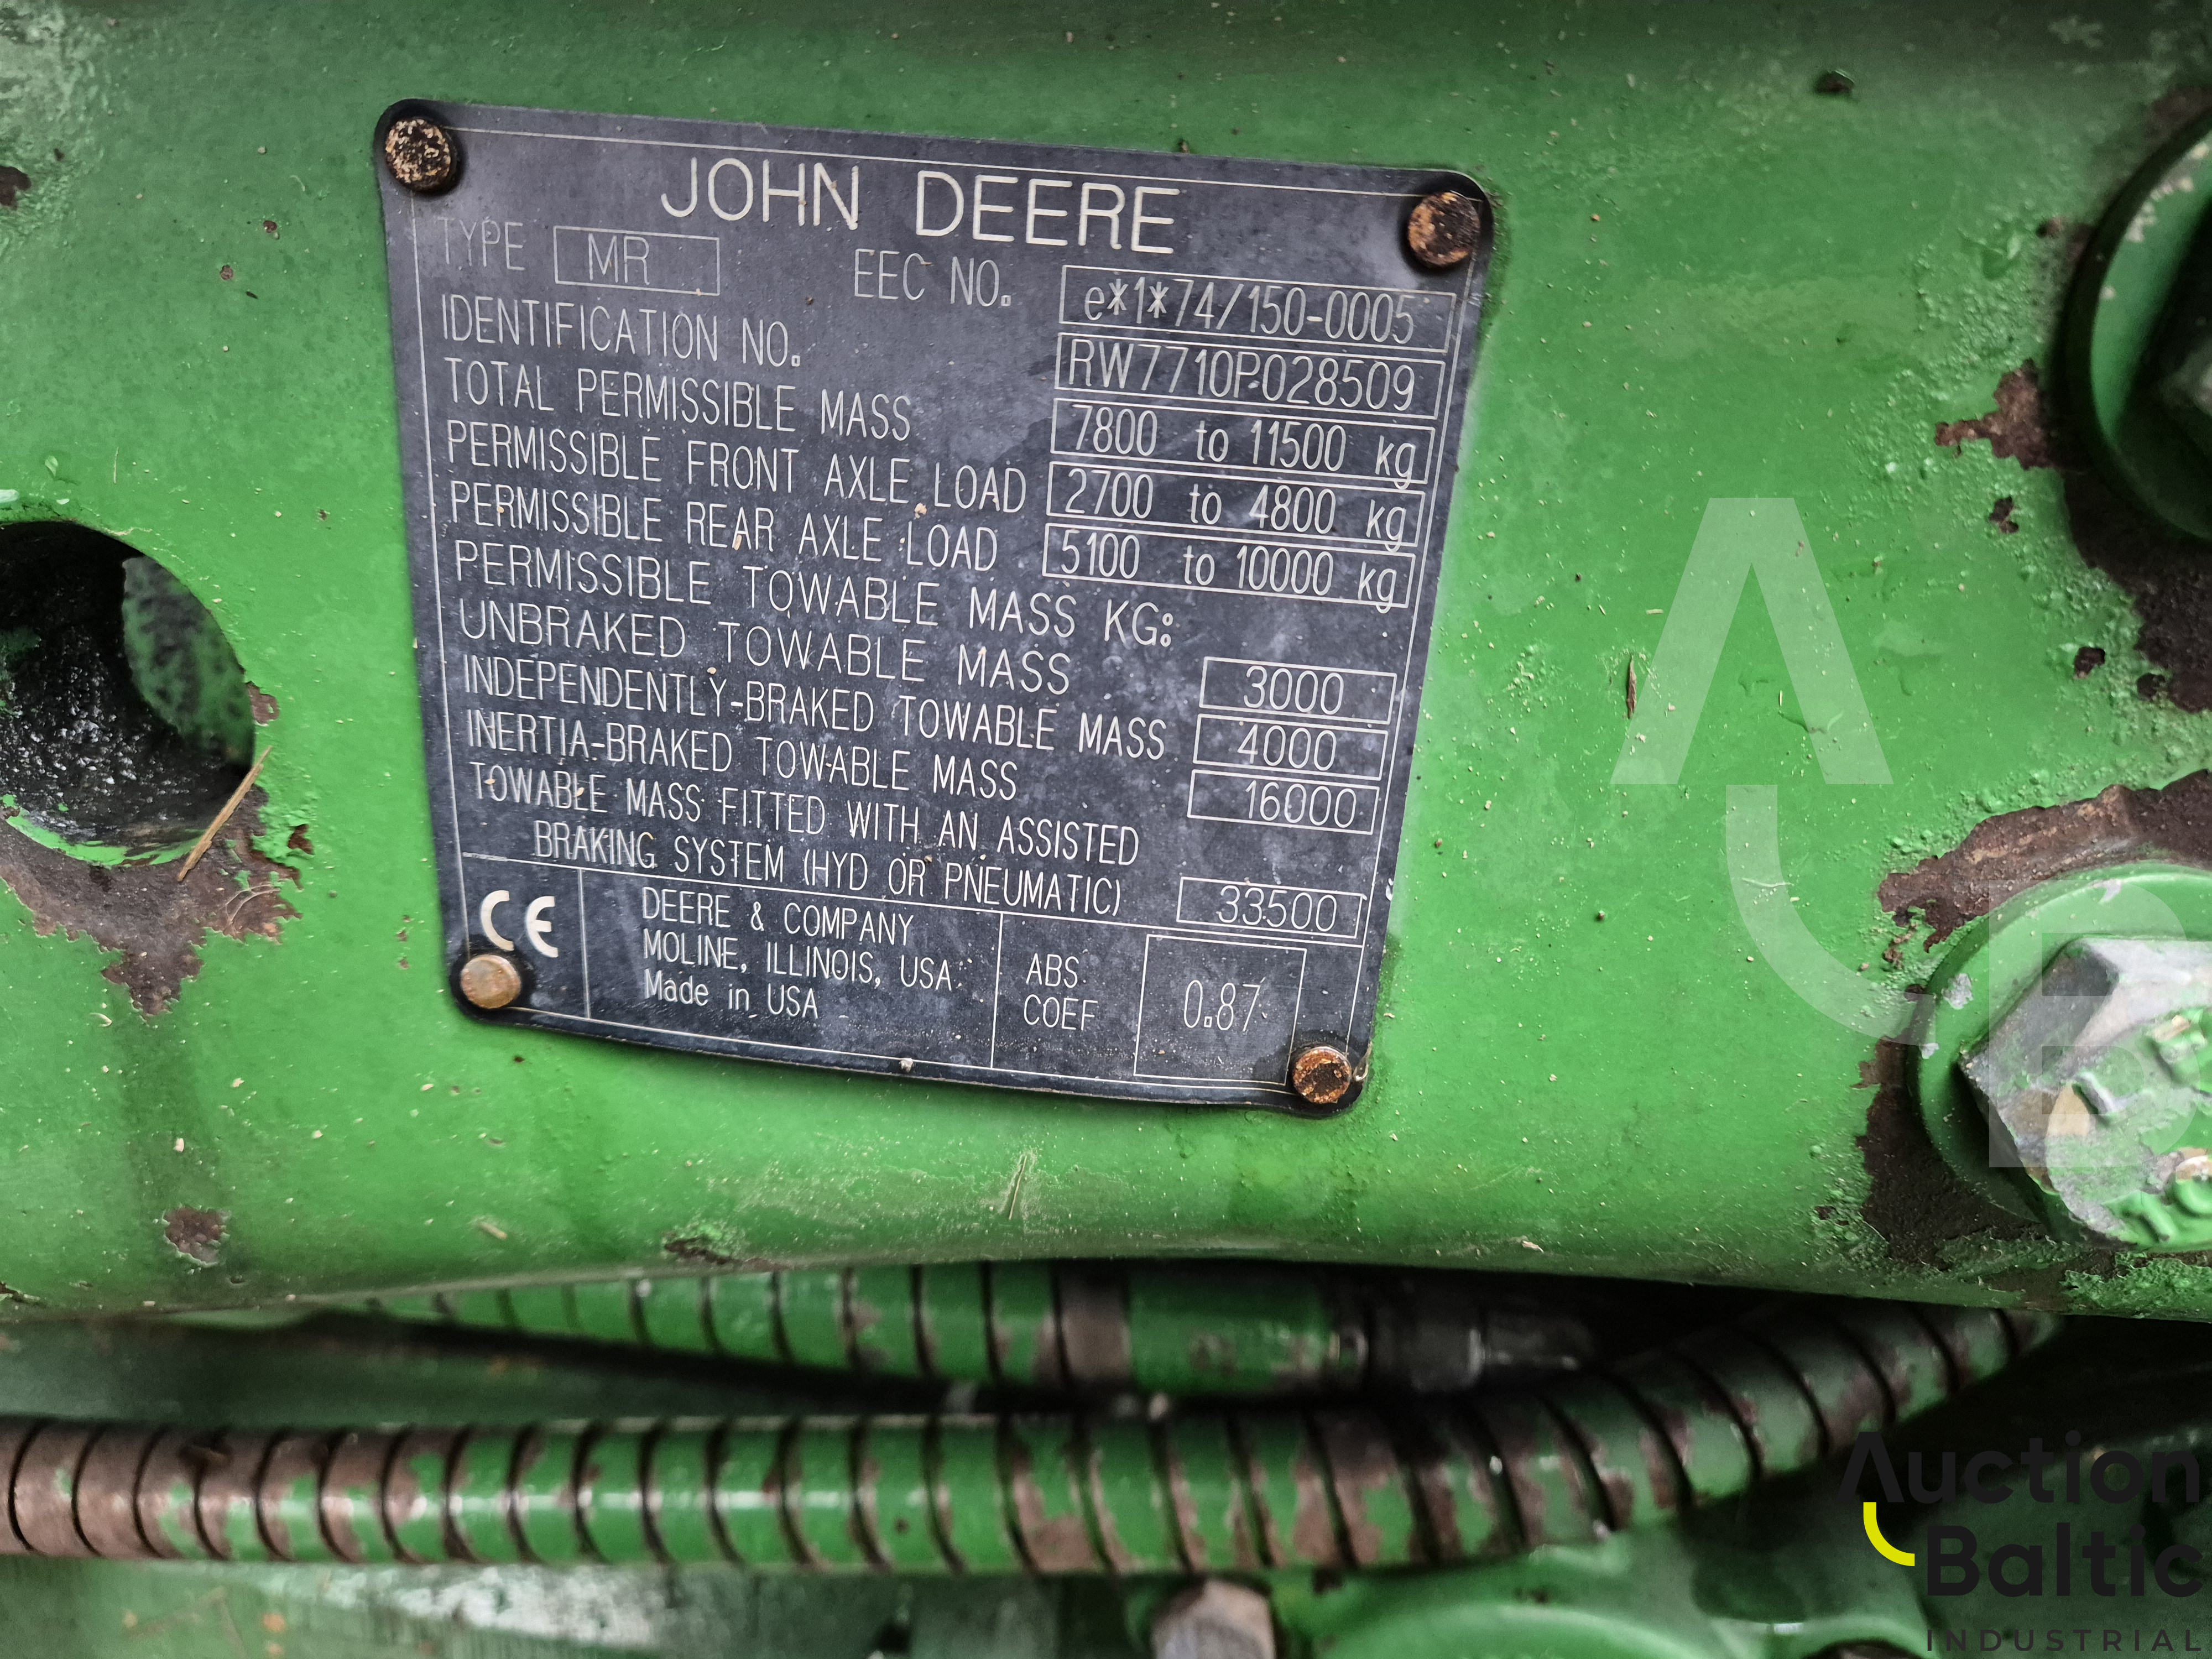 JOHN DEERE
TYPE MR EEC NO. e*1*74/150-0005
IDENTIFICATION NO. RW7710P028509
TOTAL PERMISSIBLE MASS 7800 to 11500 kg
PERMISSIBLE FRONT AXLE LOAD 2700 to 4800 kg
PERMISSIBLE REAR AXLE LOAD 5100 to 10000 kg
PERMISSIBLE TOWABLE MASS KG:
UNBRAKED TOWABLE MASS 3000
INDEPENDENTLY-BRAKED TOWABLE MASS 4000
INERTIA-BRAKED TOWABLE MASS 16000
TOWABLE MASS FITTED WITH AN ASSISTED
BRAKING SYSTEM (HYD OR PNEUMATIC) 33500
CE
DEERE & COMPANY
MOLINE, ILLINOIS, USA
Made in USA
ABS
COEF
0.87
AB
Auction
Baltic
INDUSTRIAL